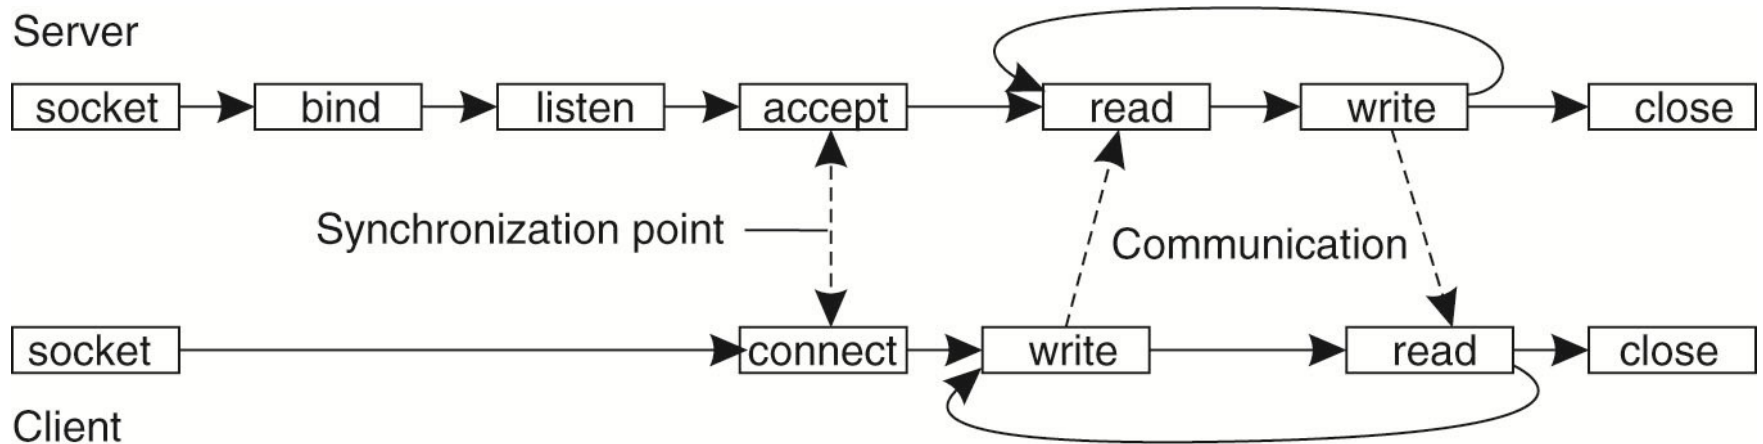 Server
socket bind listen accept read write close
Synchronization point
Communication
socket connect write read close
Client